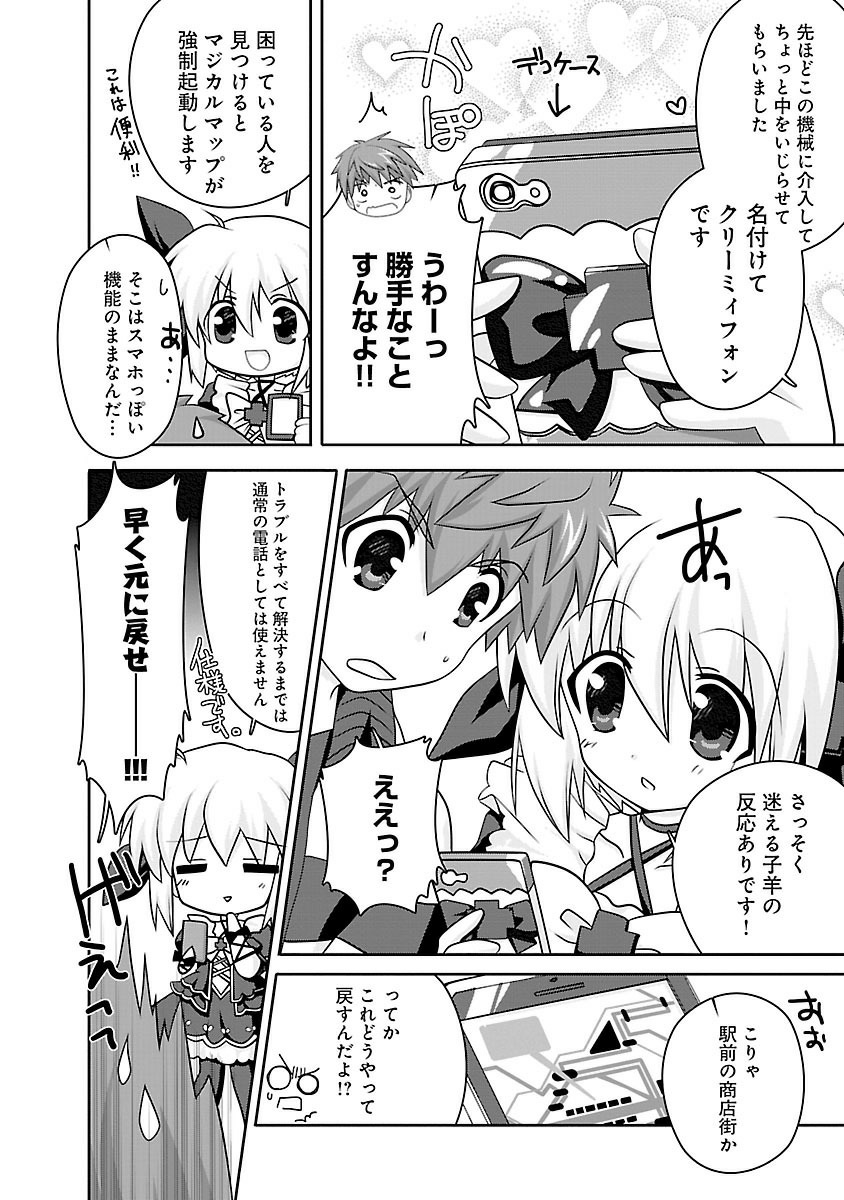 先ほどこの機械に介入して
ちょっと中をいじらせて
もらいました
名付けて
クリーミィフォン
です
デコケース
かぽ
うわーっ
勝手なこと
すんなよ!!
困っている人を
見つけると
マジカルマップが
強制起動します
これは便利!!
しゃあ…
そこはスマホっぽい
機能のままなんだ…
あっ
さっそく
迷える子羊の
反応ありです!
ええっ?
おお
こりゃ
駅前の商店街か
ってか
これどうやって
戻すんだよ!?
トラブルをすべて解決するまでは
通常の電話としては使えません
仕様です。
早く元に戻せ――!!!
げえっ